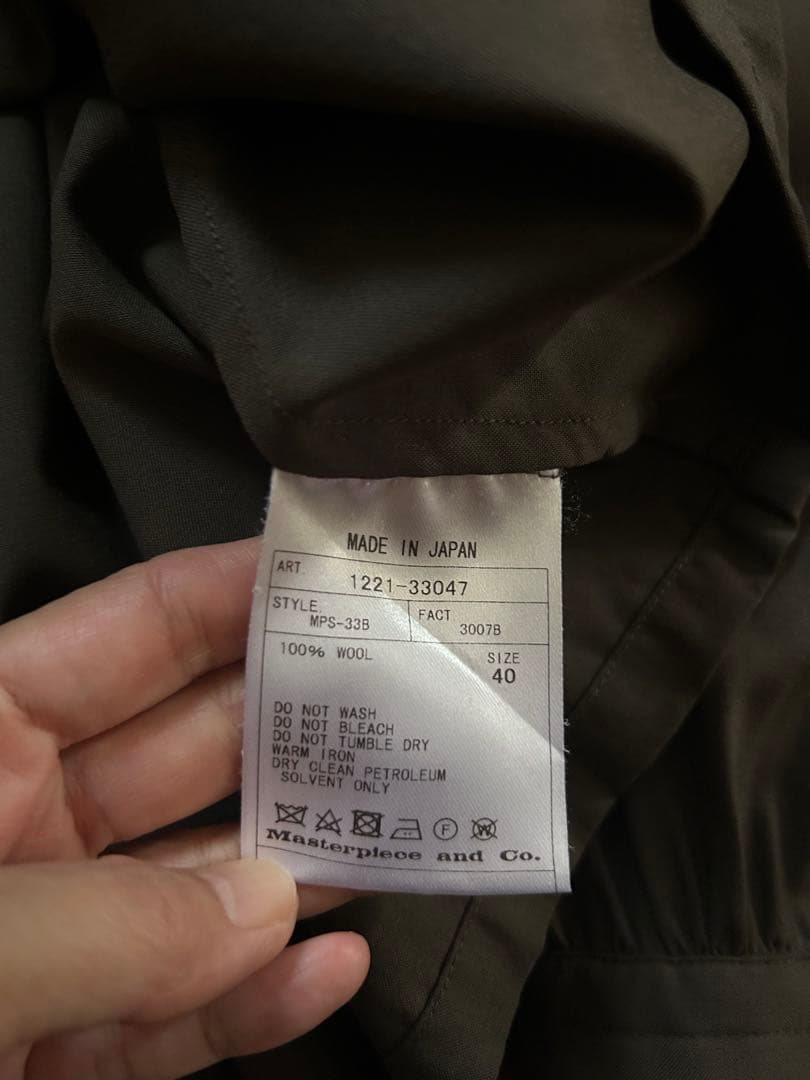 MADE IN JAPAN
ART. 1221-33047
STYLE. MPS-33B
FACT 3007B
100% WOOL
SIZE
40
DO NOT WASH
DO NOT BLEACH
DO NOT TUMBLE DRY
WARM IRON
DRY CLEAN PETROLEUM
SOLVENT ONLY
F W
Masterpiece and Co.